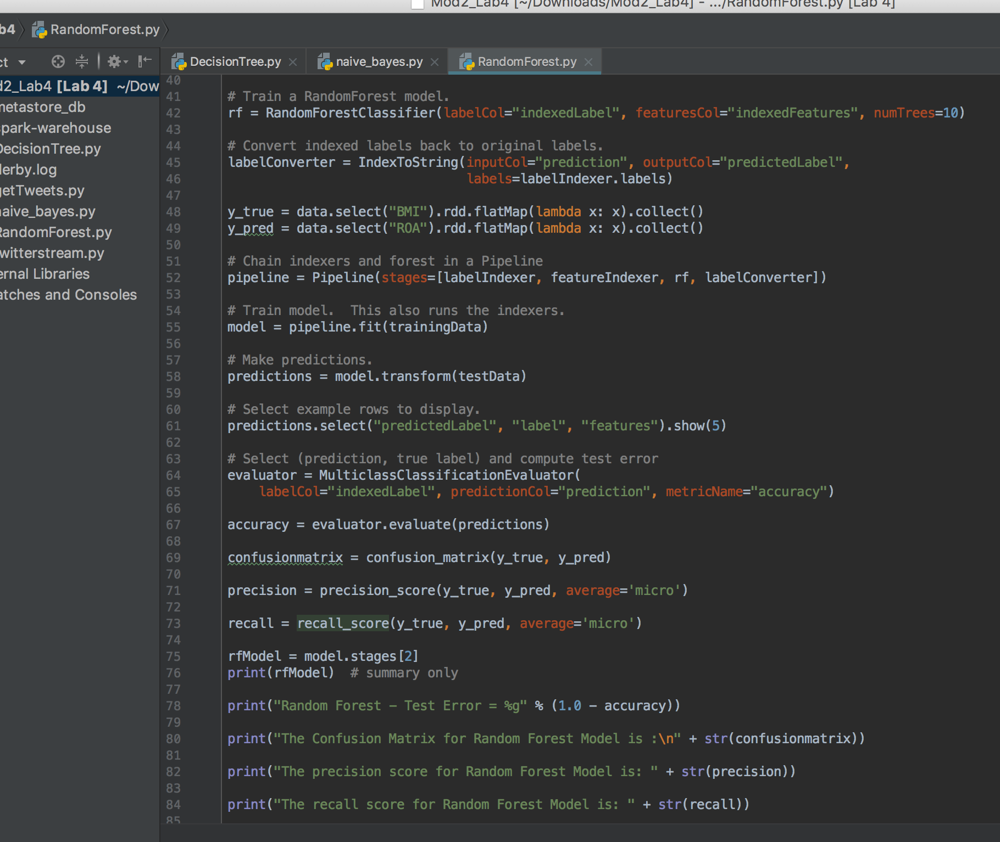 Mod2_Lab4 [~/Downloads/Mod2_Lab4] - .../RandomForest.py [Lab 4]
b4 RandomForest.py
ct DecisionTree.py naive_bayes.py RandomForest.py
d2_Lab4 [Lab 4] ~/Dow
metastore_db
spark-warehouse
DecisionTree.py
derby.log
getTweets.py
naive_bayes.py
RandomForest.py
twitterstream.py
ernal Libraries
atches and Consoles
40
41 # Train a RandomForest model.
42 rf = RandomForestClassifier(labelCol="indexedLabel", featuresCol="indexedFeatures", numTrees=10)
43
44 # Convert indexed labels back to original labels.
45 labelConverter = IndexToString(inputCol="prediction", outputCol="predictedLabel",
46 labels=labelIndexer.labels)
47
48 y_true = data.select("BMI").rdd.flatMap(lambda x: x).collect()
49 y_pred = data.select("ROA").rdd.flatMap(lambda x: x).collect()
50
51 # Chain indexers and forest in a Pipeline
52 pipeline = Pipeline(stages=[labelIndexer, featureIndexer, rf, labelConverter])
53
54 # Train model.  This also runs the indexers.
55 model = pipeline.fit(trainingData)
56
57 # Make predictions.
58 predictions = model.transform(testData)
59
60 # Select example rows to display.
61 predictions.select("predictedLabel", "label", "features").show(5)
62
63 # Select (prediction, true label) and compute test error
64 evaluator = MulticlassClassificationEvaluator(
65 labelCol="indexedLabel", predictionCol="prediction", metricName="accuracy")
66
67 accuracy = evaluator.evaluate(predictions)
68
69 confusionmatrix = confusion_matrix(y_true, y_pred)
70
71 precision = precision_score(y_true, y_pred, average='micro')
72
73 recall = recall_score(y_true, y_pred, average='micro')
74
75 rfModel = model.stages[2]
76 print(rfModel)  # summary only
77
78 print("Random Forest - Test Error = %g" % (1.0 - accuracy))
79
80 print("The Confusion Matrix for Random Forest Model is :\n" + str(confusionmatrix))
81
82 print("The precision score for Random Forest Model is: " + str(precision))
83
84 print("The recall score for Random Forest Model is: " + str(recall))
85